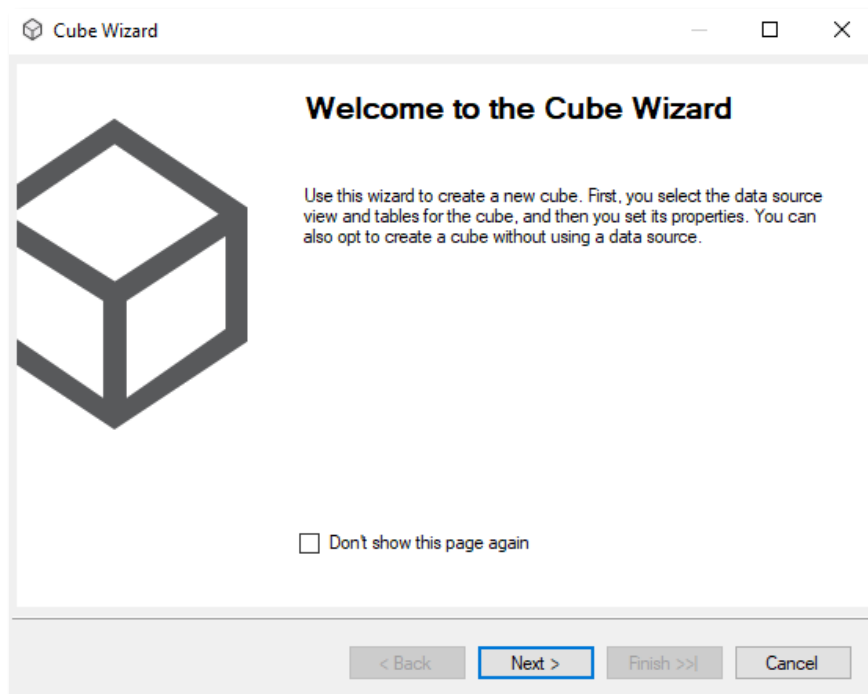 Cube Wizard
Welcome to the Cube Wizard
Use this wizard to create a new cube. First, you select the data source
view and tables for the cube, and then you set its properties. You can
also opt to create a cube without using a data source.
Don't show this page again
< Back
Next >
Finish >>|
Cancel